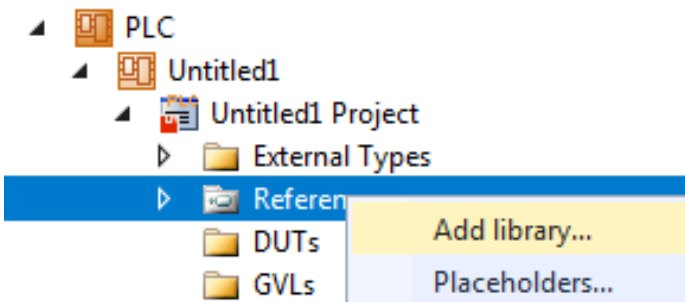 PLC
Untitled1
Untitled1 Project
External Types
Referen
Add library...
DUTs
Placeholders...
GVLs